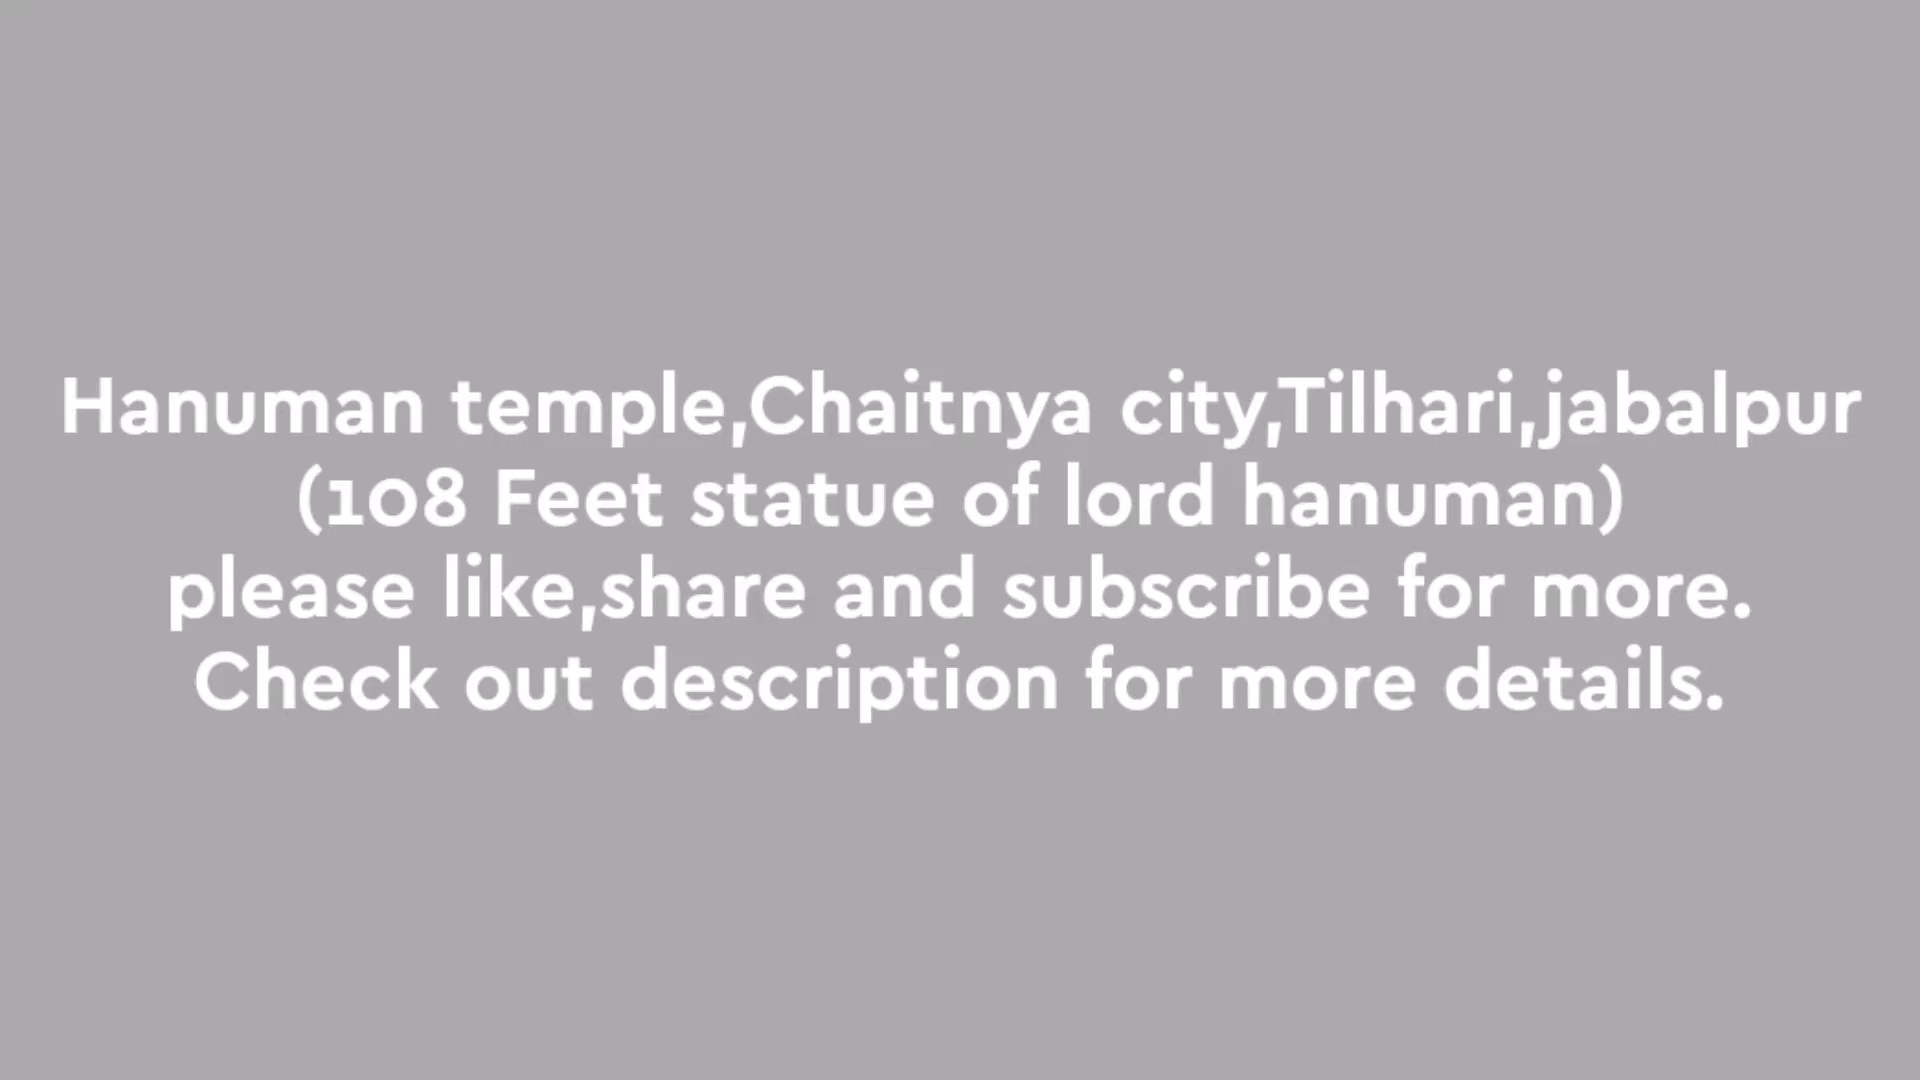 Hanuman temple,Chaitnya city,Tilhari,jabalpur
(108 Feet statue of lord hanuman)
please like,share and subscribe for more.
Check out description for more details.